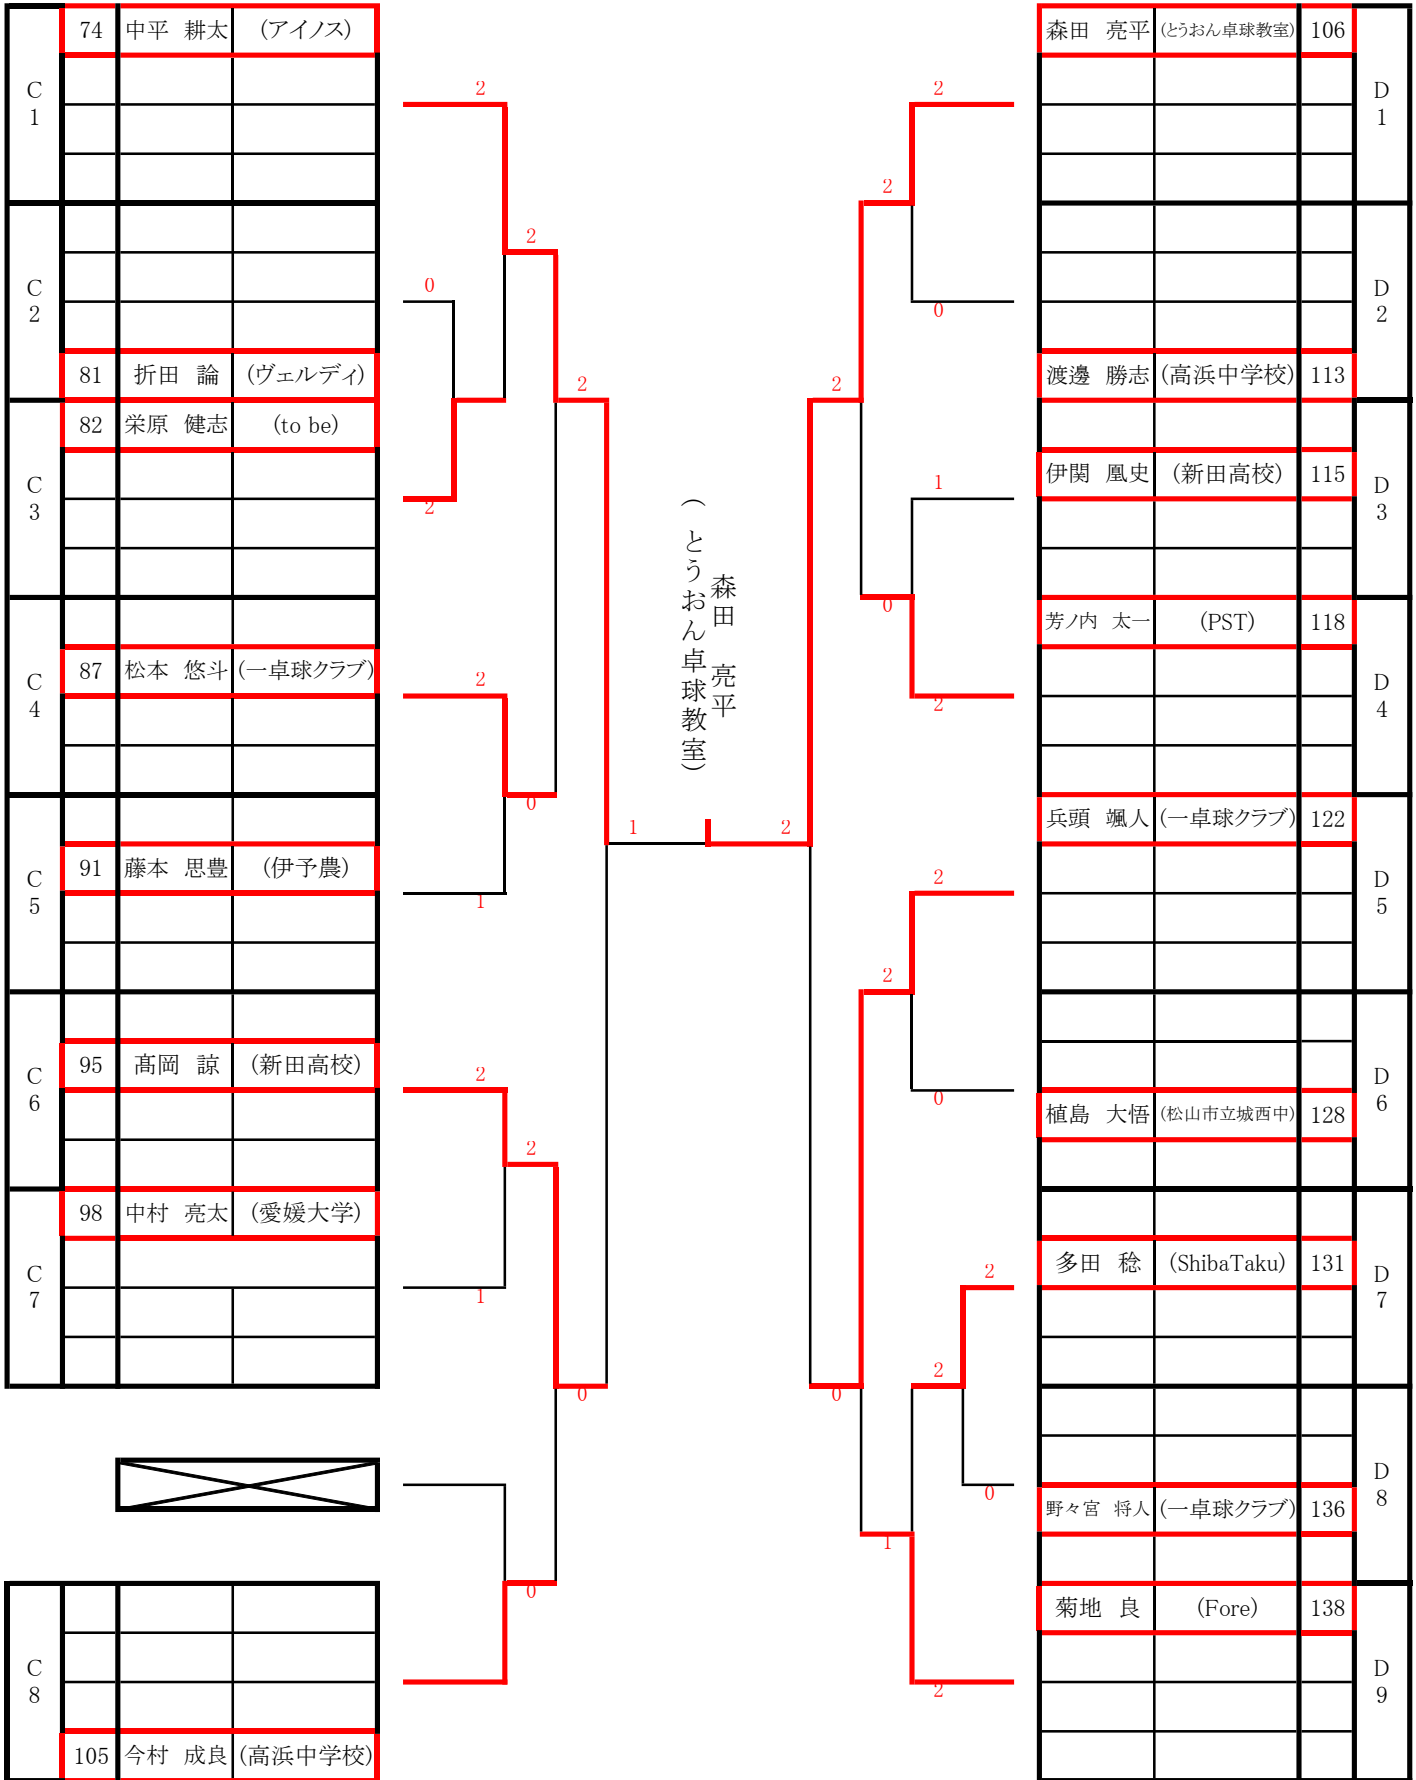 C
1
74 中平 耕太 (アイノス)
C
2
81 折田 論 (ヴェルディ)
C
3
82 栄原 健志 (to be)
C
4
87 松本 悠斗 (一卓球クラブ)
C
5
91 藤本 思豊 (伊予農)
C
6
95 髙岡 諒 (新田高校)
C
7
98 中村 亮太 (愛媛大学)
C
8
105 今村 成良 (高浜中学校)
2
2
0
2
2
2
0
1
2
2
1
0
0
1
2
森田 亮平
(とうおん卓球教室)
2
2
0
2
1
0
2
2
2
0
2
2
0
0
1
2
森田 亮平 (とうおん卓球教室) 106
D
1
D
2
渡邊 勝志 (高浜中学校) 113
伊関 凰史 (新田高校) 115
D
3
芳ノ内 太一 (PST) 118
D
4
兵頭 颯人 (一卓球クラブ) 122
D
5
D
6
植島 大悟 (松山市立城西中) 128
多田 稔 (ShibaTaku) 131
D
7
D
8
野々宮 将人 (一卓球クラブ) 136
菊地 良 (Fore) 138
D
9